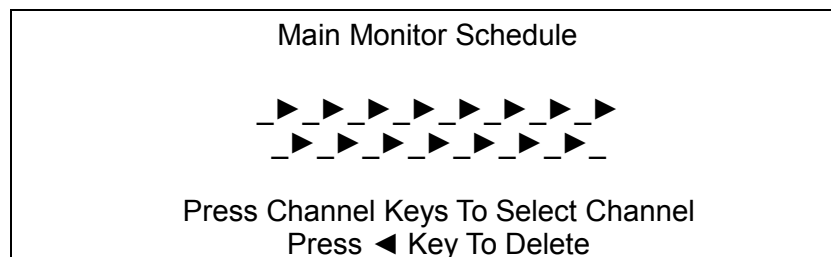 Main Monitor Schedule
_►_►_►_►_►_►_►_►
_►_►_►_►_►_►_►_
Press Channel Keys To Select Channel
Press ◄ Key To Delete